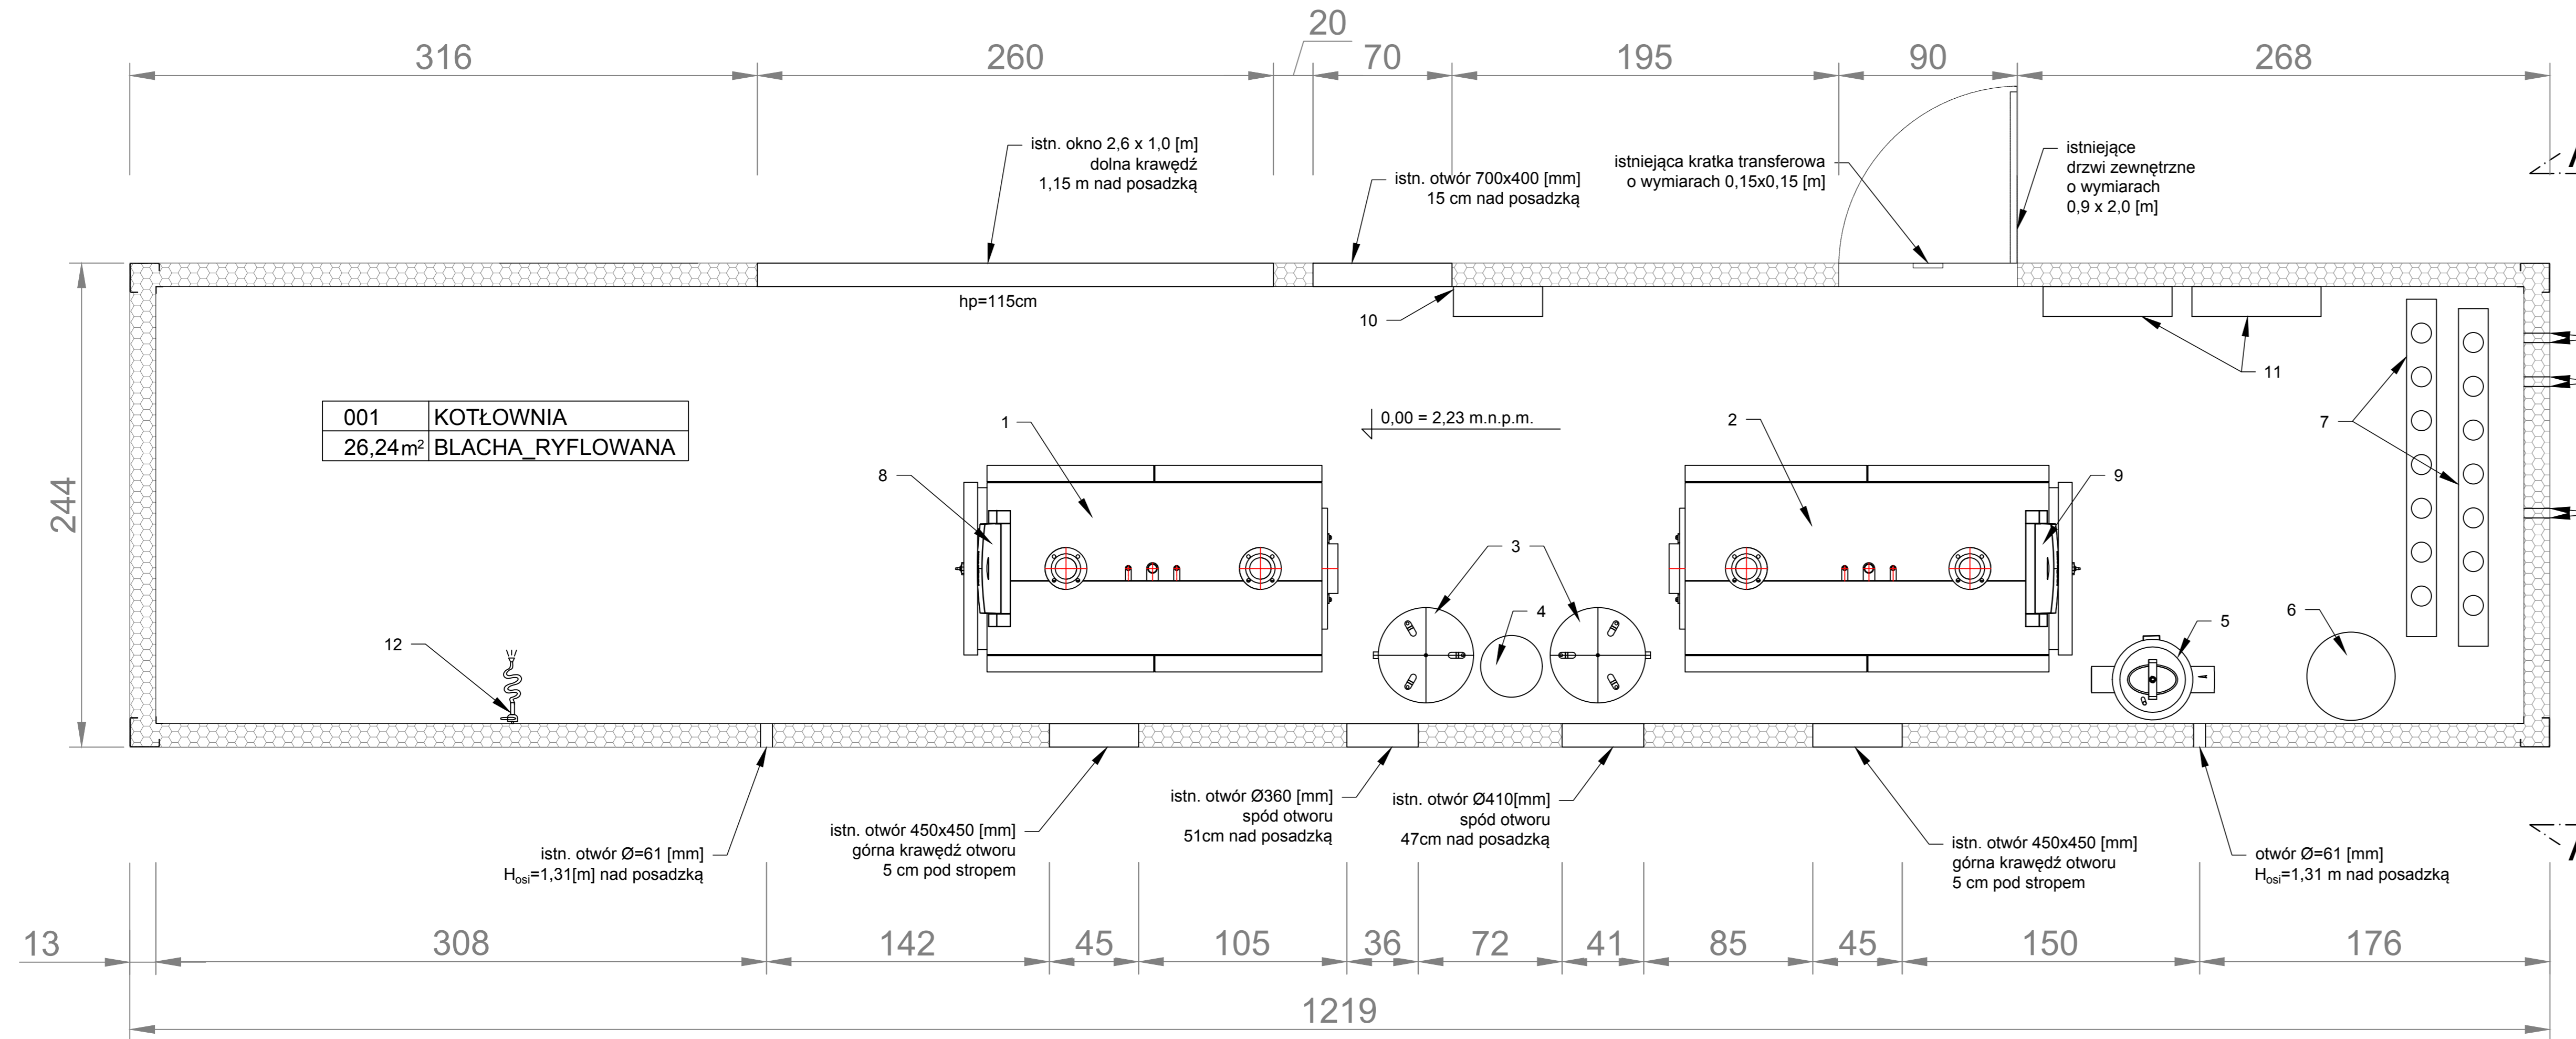 20
316
260
70
195
90
268
istn. okno 2,6 x 1,0 [m]
dolna krawędź
1,15 m nad posadzką
istn. otwór 700x400 [mm]
15 cm nad posadzką
istniejąca kratka transferowa
o wymiarach 0,15x0,15 [m]
istniejące
drzwi zewnętrzne
o wymiarach
0,9 x 2,0 [m]
hp=115cm
10
11
001 KOTŁOWNIA
26,24m² BLACHA_RYFLOWANA
1
0,00 = 2,23 m.n.p.m.
2
7
8
9
244
3
4
5
6
12
istn. otwór Ø=61 [mm]
Hosi=1,31[m] nad posadzką
istn. otwór 450x450 [mm]
górna krawędź otworu
5 cm pod stropem
istn. otwór Ø360 [mm]
spód otworu
51cm nad posadzką
istn. otwór Ø410[mm]
spód otworu
47cm nad posadzką
istn. otwór 450x450 [mm]
górna krawędź otworu
5 cm pod stropem
otwór Ø=61 [mm]
Hosi=1,31 m nad posadzką
13
308
142
45
105
36
72
41
85
45
150
176
1219